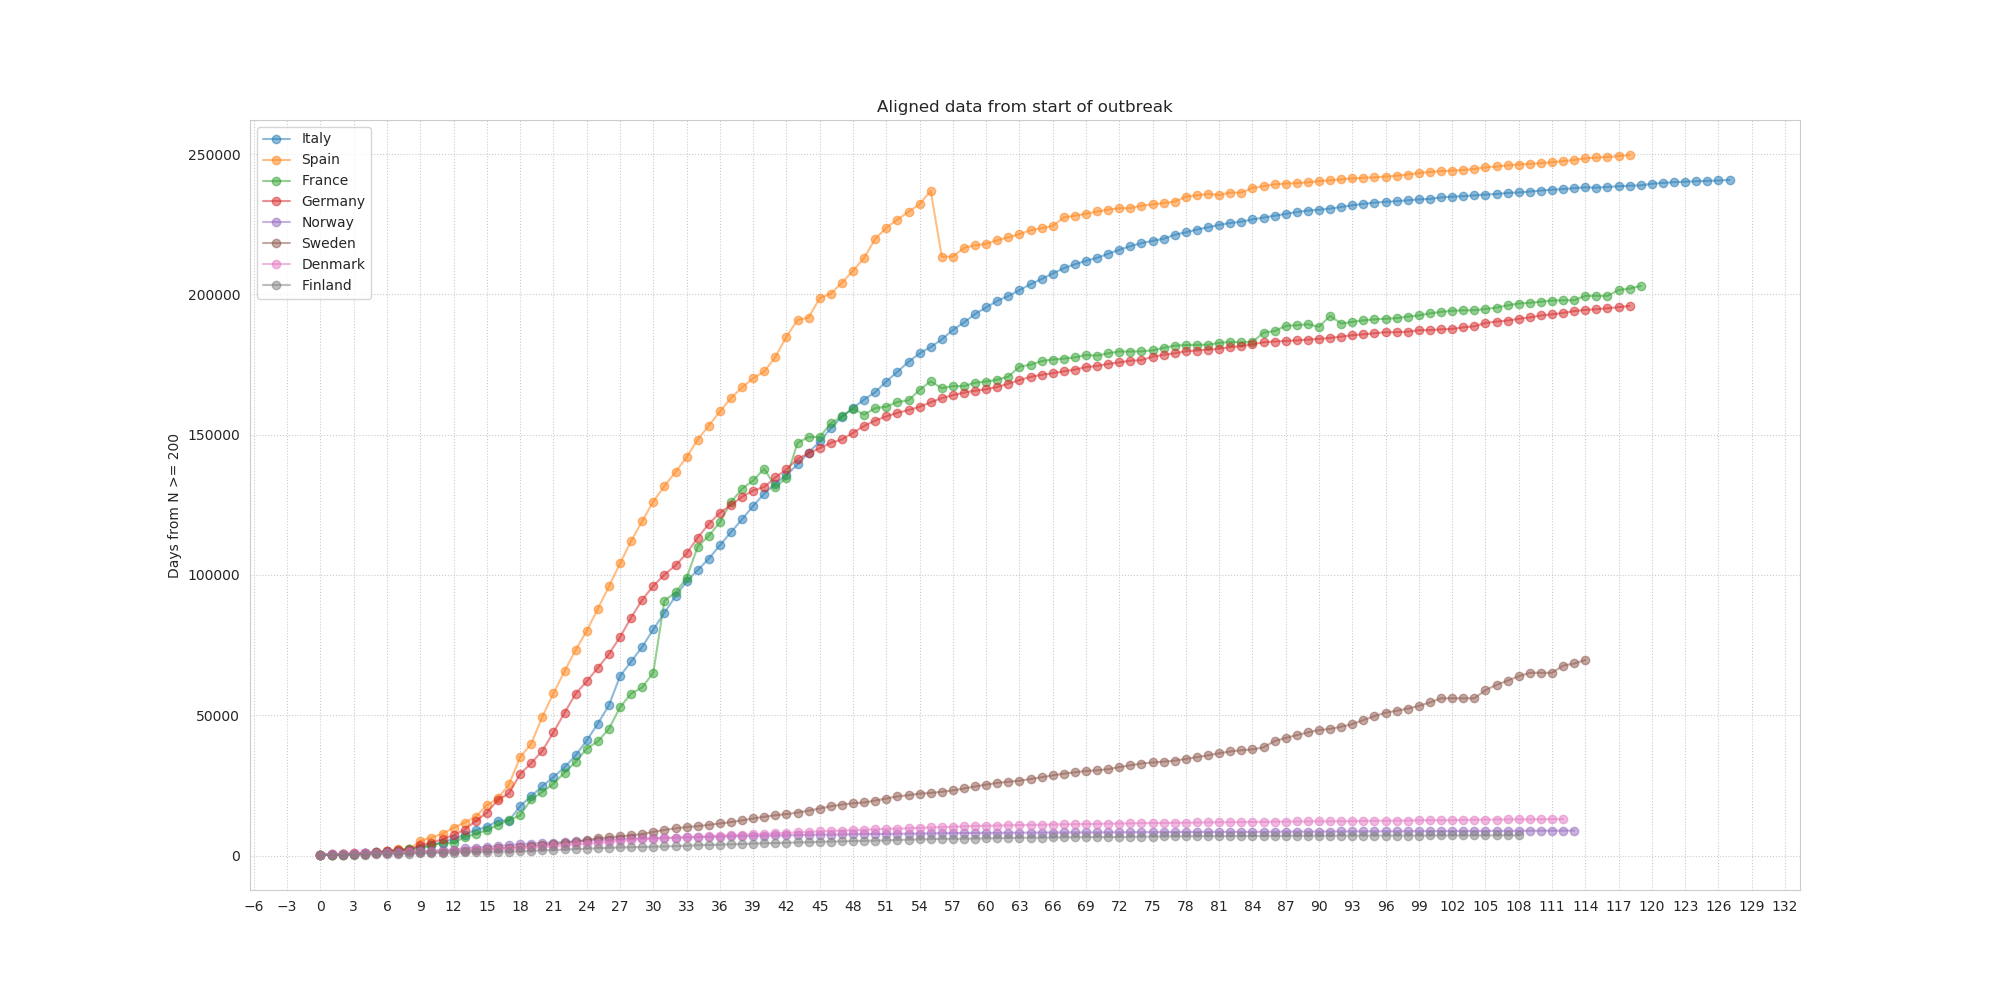 Aligned data from start of outbreak
Italy
Spain
France
Germany
Norway
Sweden
Denmark
Finland
250000
200000
150000
100000
50000
0
Days from N >= 200
−6 −3 0 3 6 9 12 15 18 21 24 27 30 33 36 39 42 45 48 51 54 57 60 63 66 69 72 75 78 81 84 87 90 93 96 99 102 105 108 111 114 117 120 123 126 129 132